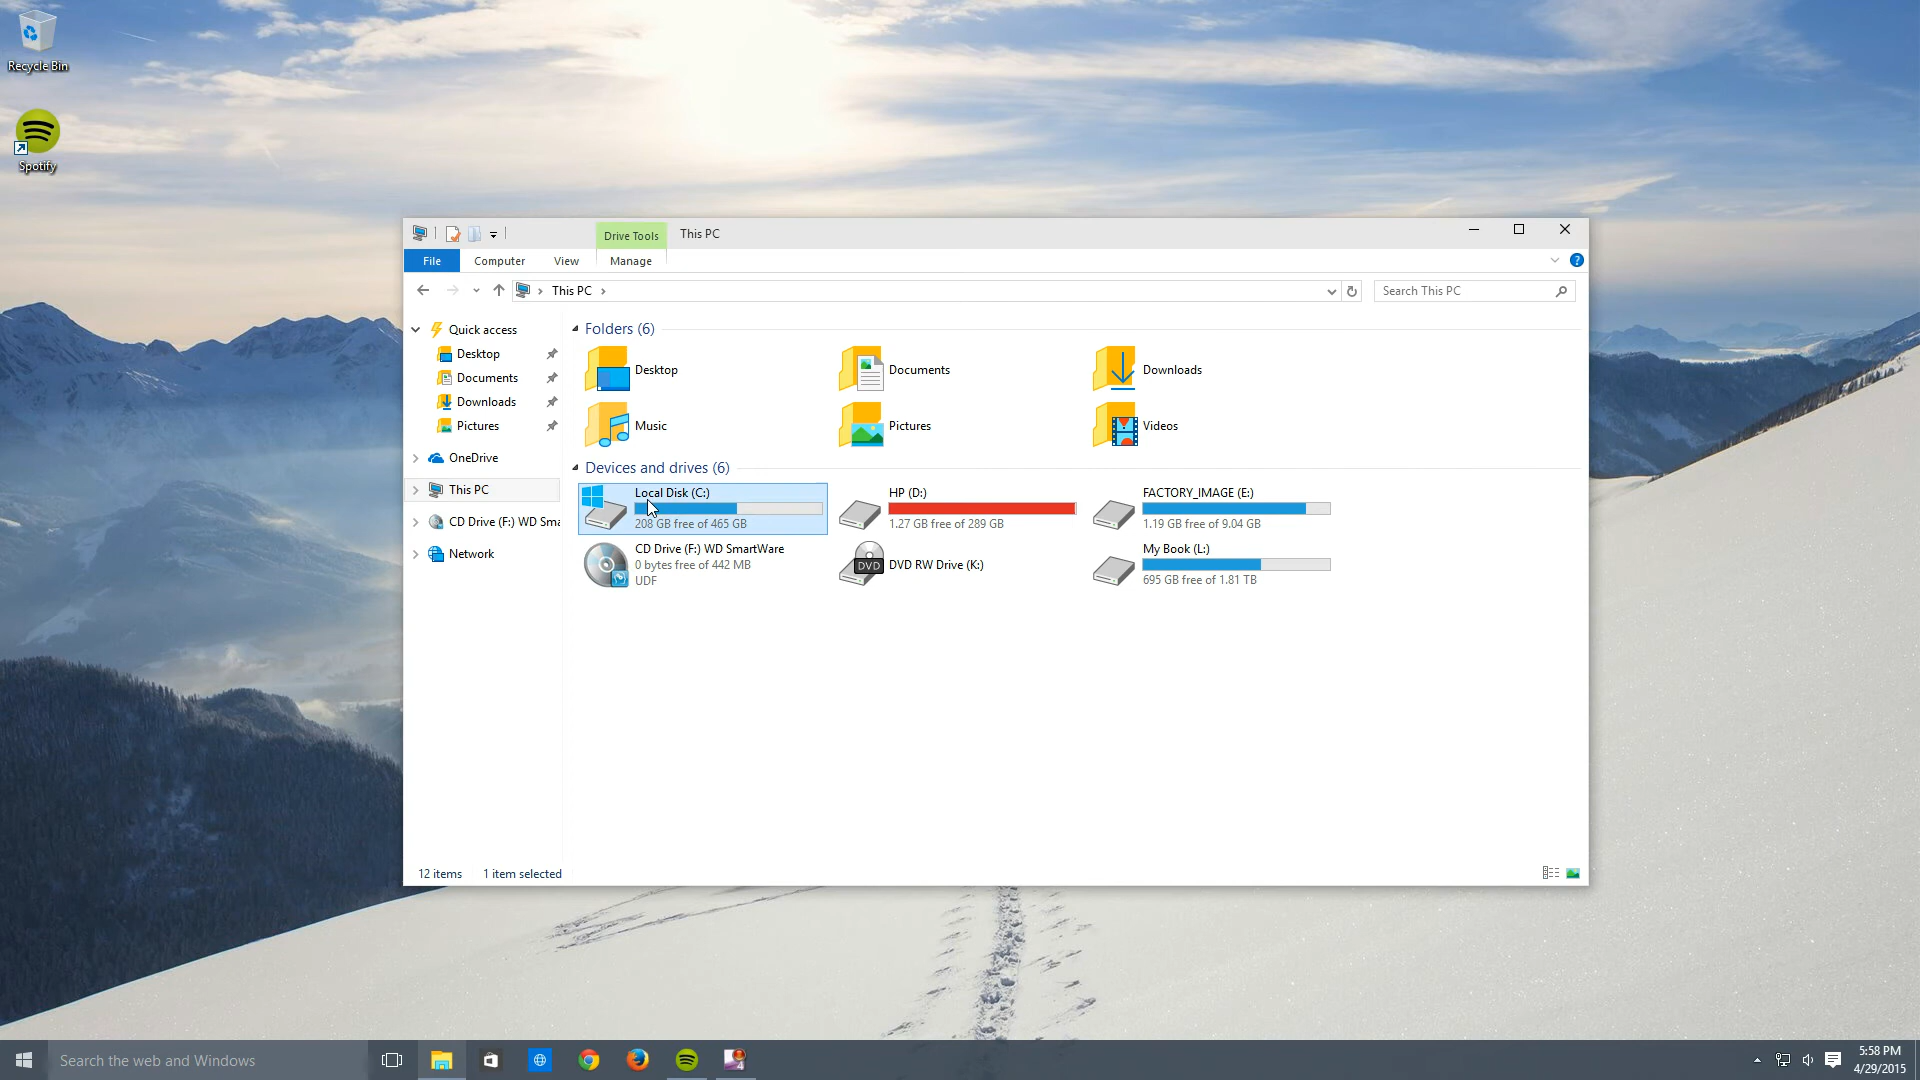 Recycle Bin
Spotify
Drive Tools
This PC
File
Computer
View
Manage
This PC
Search This PC
Quick access
Desktop
Documents
Downloads
Pictures
OneDrive
This PC
CD Drive (F:) WD Sma
Network
Folders (6)
Desktop
Documents
Downloads
Music
Pictures
Videos
Devices and drives (6)
Local Disk (C:)
208 GB free of 465 GB
HP (D:)
1.27 GB free of 289 GB
FACTORY_IMAGE (E:)
1.19 GB free of 9.04 GB
CD Drive (F:) WD SmartWare
0 bytes free of 442 MB
UDF
DVD
DVD RW Drive (K:)
My Book (L:)
695 GB free of 1.81 TB
12 items
1 item selected
Search the web and Windows
4
5:58 PM
4/29/2015